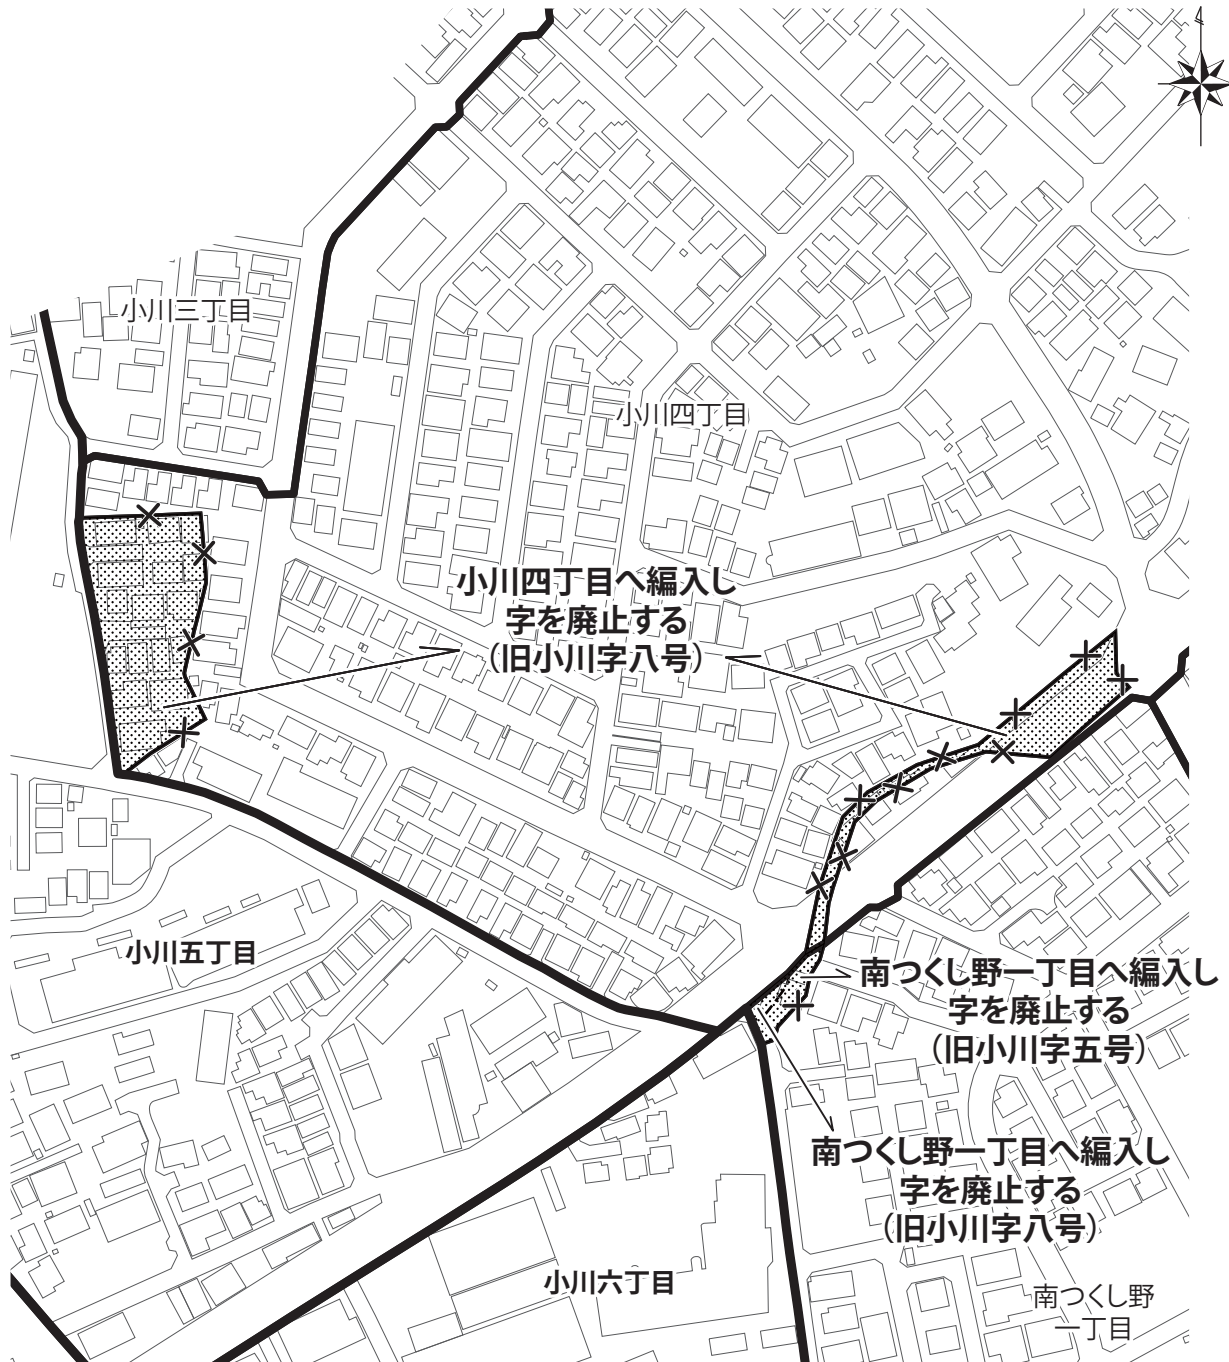 小川三丁目
小川四丁目
小川四丁目へ編入し
字を廃止する
（旧小川字八号）
小川五丁目
南つくし野一丁目へ編入し
字を廃止する
（旧小川字五号）
南つくし野一丁目へ編入し
字を廃止する
（旧小川字八号）
小川六丁目
南つくし野
一丁目